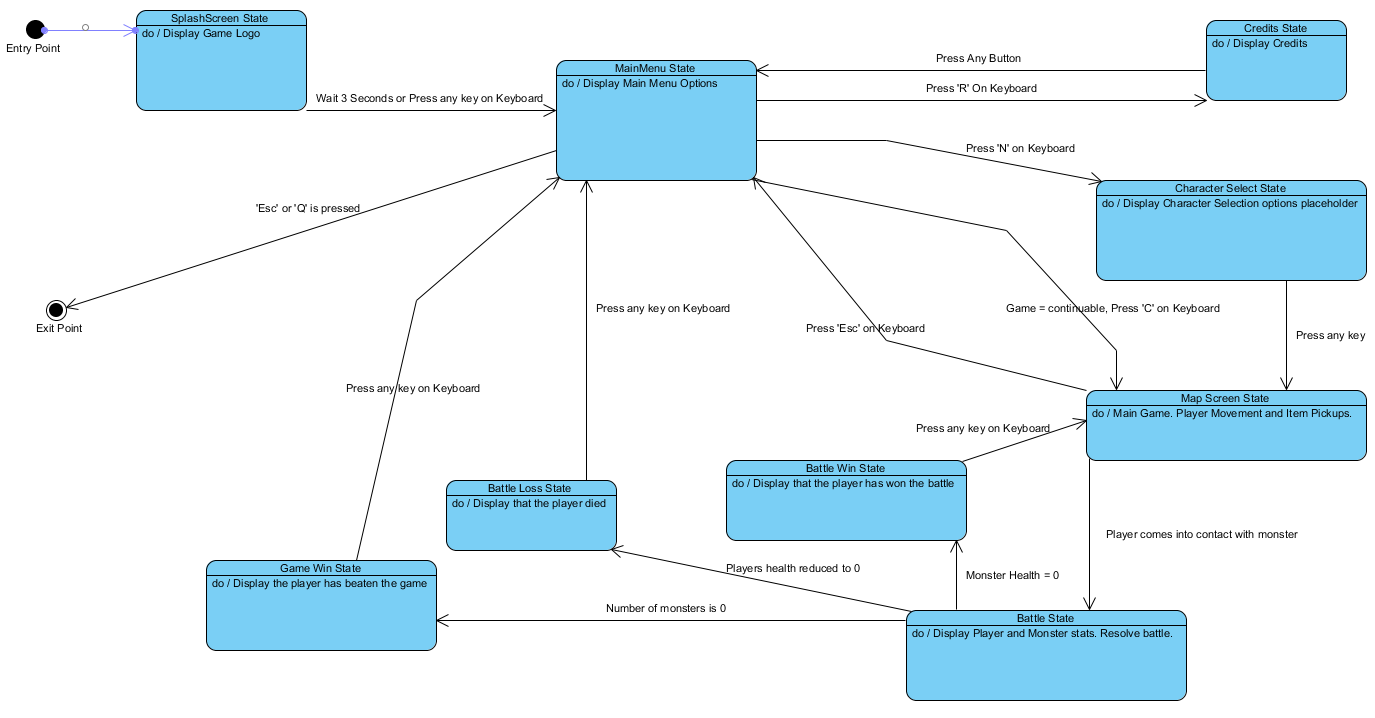 SplashScreen State
do / Display Game Logo
Entry Point
Credits State
do / Display Credits
Press Any Button
MainMenu State
do / Display Main Menu Options
Press 'R' On Keyboard
Wait 3 Seconds or Press any key on Keyboard
Press 'N' on Keyboard
Character Select State
do / Display Character Selection options placeholder
'Esc' or 'Q' is pressed
Exit Point
Press any key on Keyboard
Game = continuable, Press 'C' on Keyboard
Press 'Esc' on Keyboard
Press any key
Press any key on Keyboard
Map Screen State
do / Main Game. Player Movement and Item Pickups.
Press any key on Keyboard
Battle Win State
do / Display that the player has won the battle
Battle Loss State
do / Display that the player died
Player comes into contact with monster
Game Win State
do / Display the player has beaten the game
Players health reduced to 0
Monster Health = 0
Number of monsters is 0
Battle State
do / Display Player and Monster stats. Resolve battle.